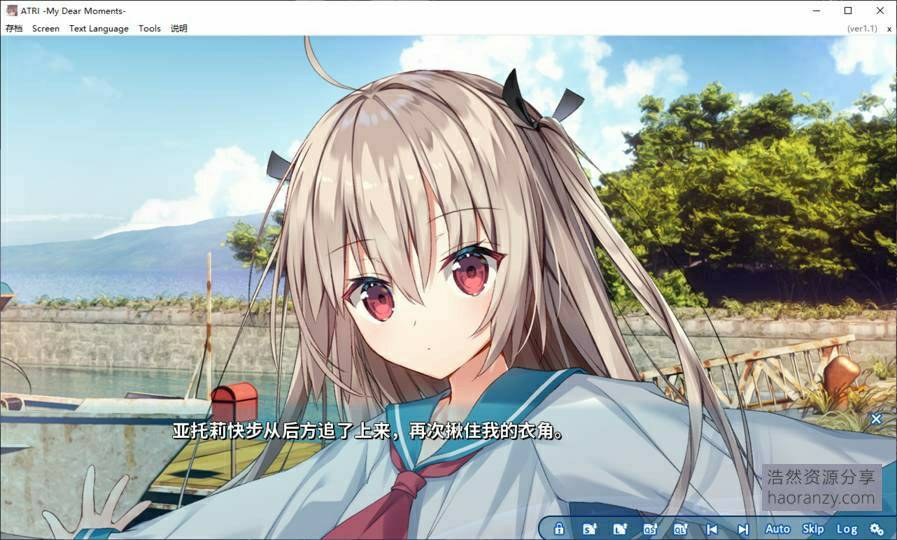 ATRI -My Dear Moments-
存档 Screen Text Language Tools 说明 (ver1.1) x
亚托莉快步从后方追了上来，再次揪住我的衣角。
浩然资源分享
haoranzy.com
S L QS QL Auto Skip Log